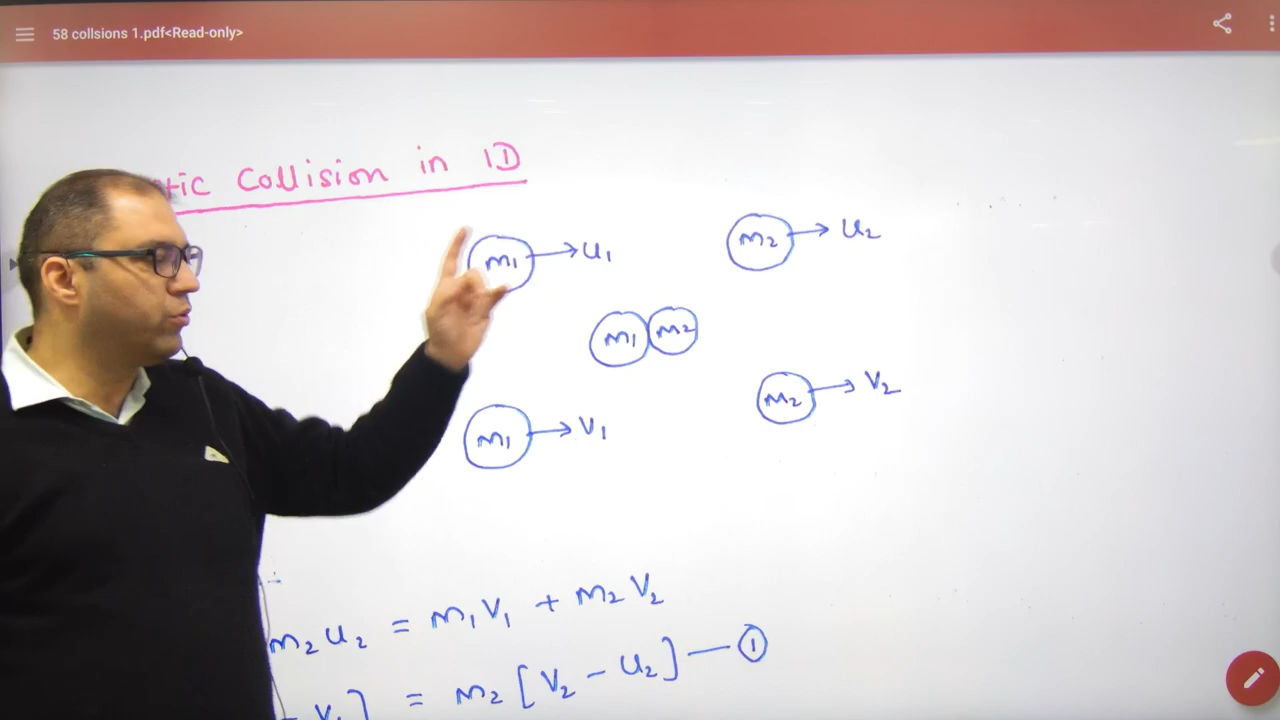 58 collsions 1.pdf<Read-only>
Collision in 1D
m1 → u1
m2 → u2
m1 m2
m1 → v1
m2 → v2
m2 u2 = m1 v1 + m2 v2
v1 ] = m2 [ v2 - u2 ] — ①